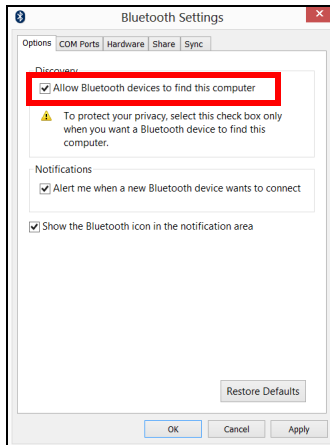 Bluetooth Settings
Options COM Ports Hardware Share Sync
Discovery
Allow Bluetooth devices to find this computer
To protect your privacy, select this check box only
when you want a Bluetooth device to find this
computer.
Notifications
Alert me when a new Bluetooth device wants to connect
Show the Bluetooth icon in the notification area
Restore Defaults
OK Cancel Apply